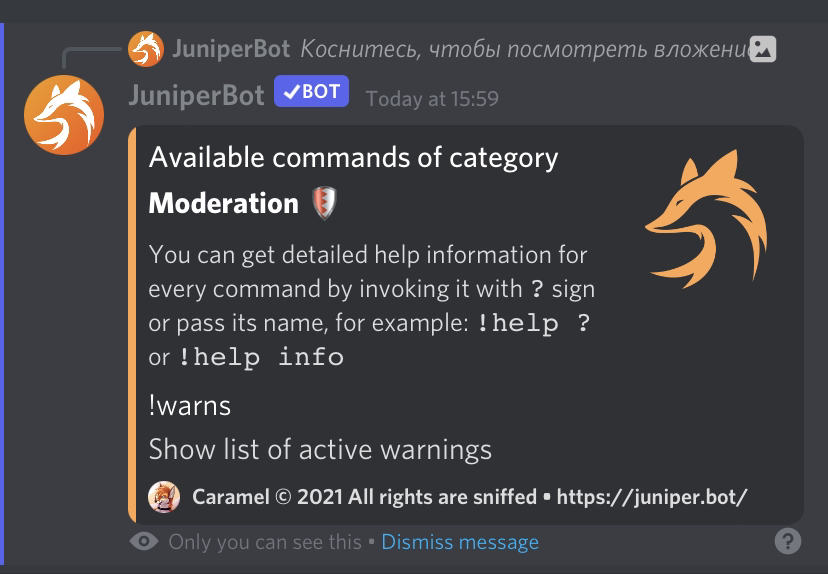 JuniperBot Коснитесь, чтобы посмотреть вложени
JuniperBot ✓BOT Today at 15:59
Available commands of category
Moderation
You can get detailed help information for
every command by invoking it with ? sign
or pass its name, for example: !help ?
or !help info
!warns
Show list of active warnings
Caramel © 2021 All rights are sniffed • https://juniper.bot/
Only you can see this • Dismiss message
?